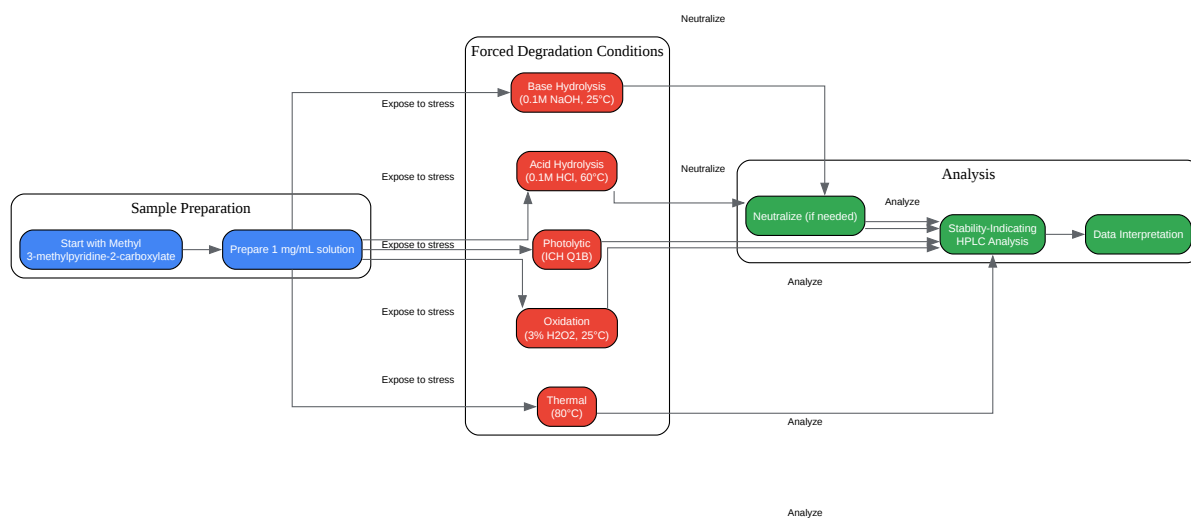 Neutralize
Forced Degradation Conditions
Base Hydrolysis
(0.1M NaOH, 25°C)
Expose to stress
Acid Hydrolysis
(0.1M HCl, 60°C)
Expose to stress
Neutralize
Analysis
Sample Preparation
Start with Methyl
3-methylpyridine-2-carboxylate
Prepare 1 mg/mL solution
Expose to stress
Photolytic
(ICH Q1B)
Neutralize (if needed)
Analyze
Stability-Indicating
HPLC Analysis
Data Interpretation
Analyze
Expose to stress
Oxidation
(3% H2O2, 25°C)
Expose to stress
Thermal
(80°C)
Analyze
Analyze